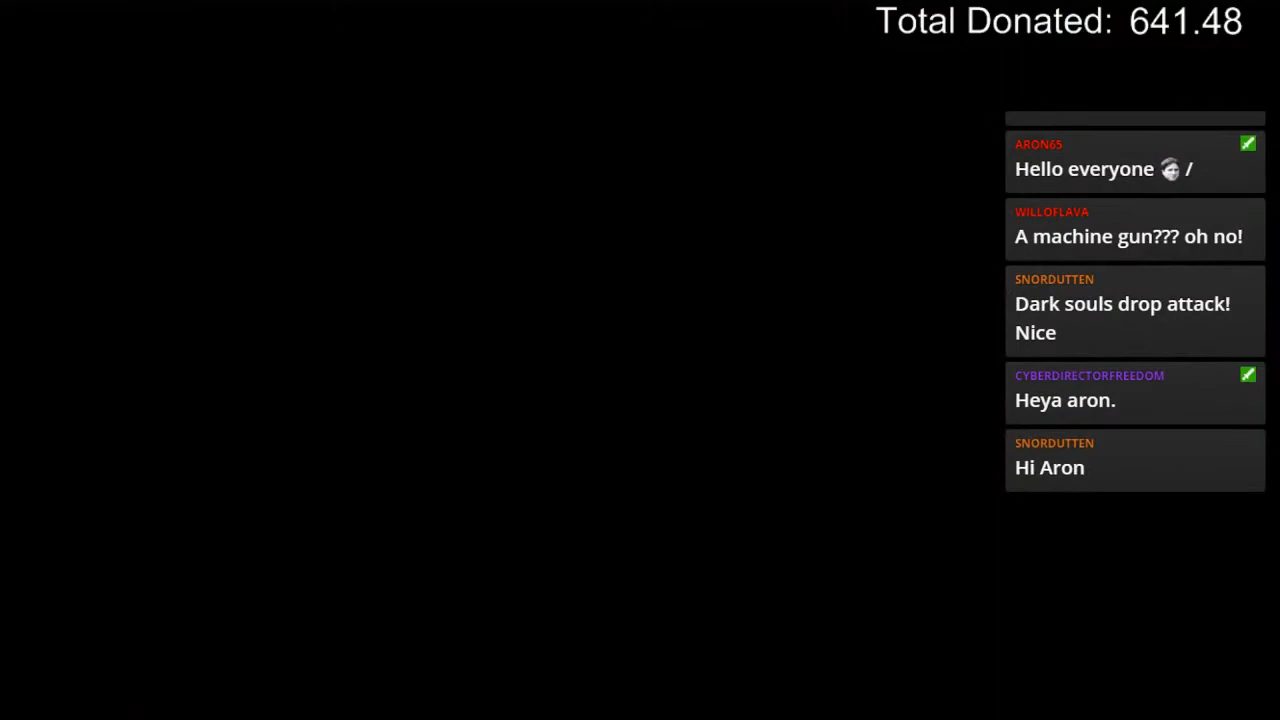 Total Donated: 641.48
ARON65
Hello everyone /
WILLOFLAVA
A machine gun??? oh no!
SNORDUTTEN
Dark souls drop attack!
Nice
CYBERDIRECTORFREEDOM
Heya aron.
SNORDUTTEN
Hi Aron